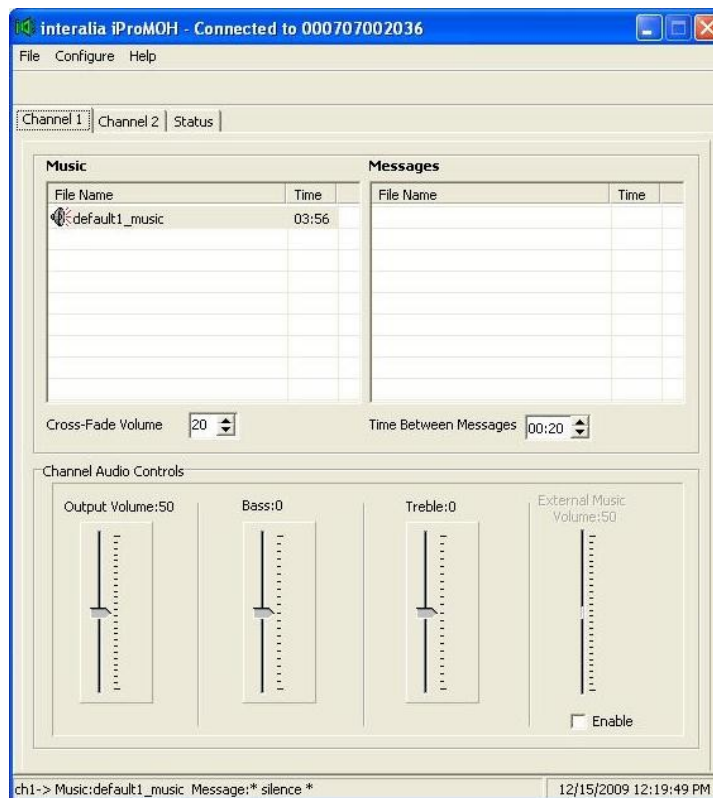 interalia iProMOH - Connected to 000707002036
File Configure Help
Channel 1 Channel 2 Status
Music Messages
File Name Time File Name Time
default1_music 03:56
Cross-Fade Volume 20 Time Between Messages 00:20
Channel Audio Controls
Output Volume:50 Bass:0 Treble:0 External Music
Volume:50
Enable
ch1-> Music:default1_music Message:* silence * 12/15/2009 12:19:49 PM